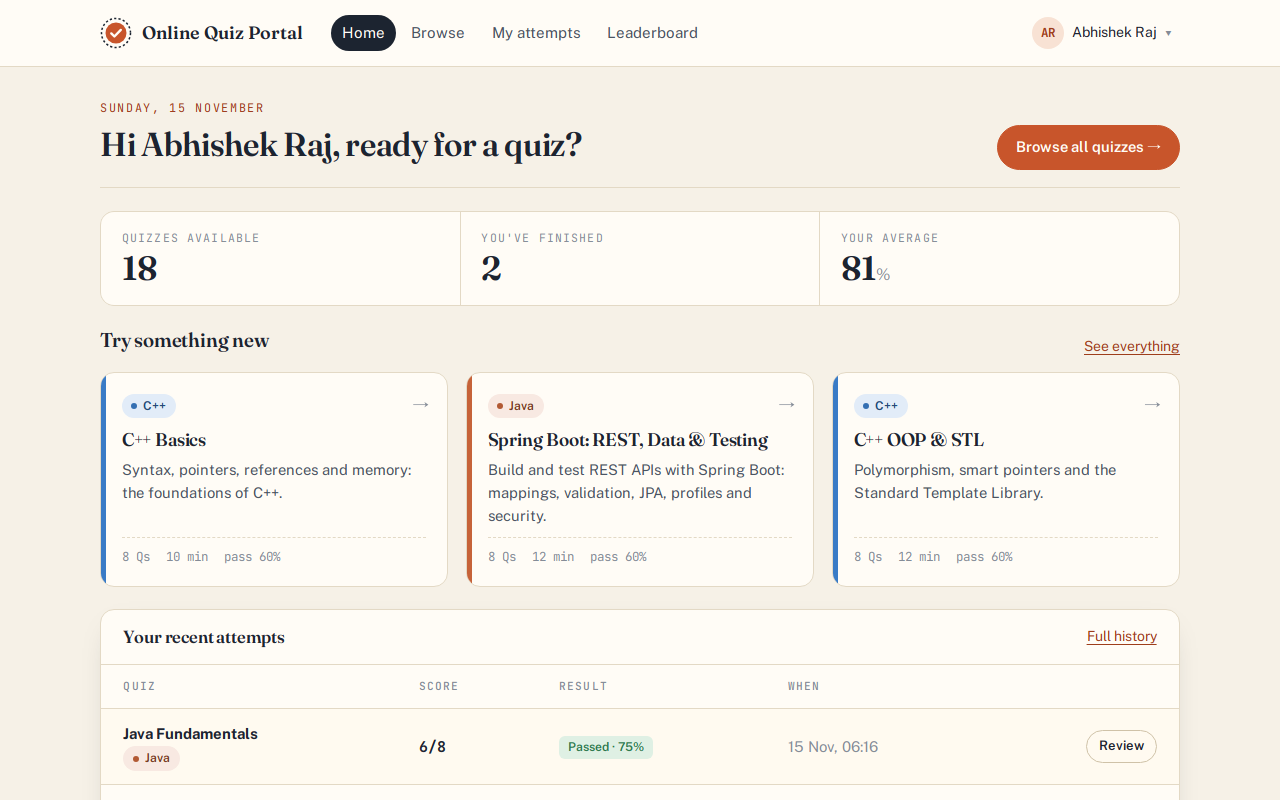 Online Quiz Portal
Home
Browse
My attempts
Leaderboard
AR
Abhishek Raj ▾
SUNDAY, 15 NOVEMBER
Hi Abhishek Raj, ready for a quiz?
Browse all quizzes →
QUIZZES AVAILABLE
18
YOU'VE FINISHED
2
YOUR AVERAGE
81%
Try something new
See everything
C++
→
C++ Basics
Syntax, pointers, references and memory:
the foundations of C++.
8 Qs 10 min pass 60%
Java
→
Spring Boot: REST, Data & Testing
Build and test REST APIs with Spring Boot:
mappings, validation, JPA, profiles and
security.
8 Qs 12 min pass 60%
C++
→
C++ OOP & STL
Polymorphism, smart pointers and the
Standard Template Library.
8 Qs 12 min pass 60%
Your recent attempts
Full history
QUIZ SCORE RESULT WHEN
Java Fundamentals
Java
6/8
Passed · 75%
15 Nov, 06:16
Review